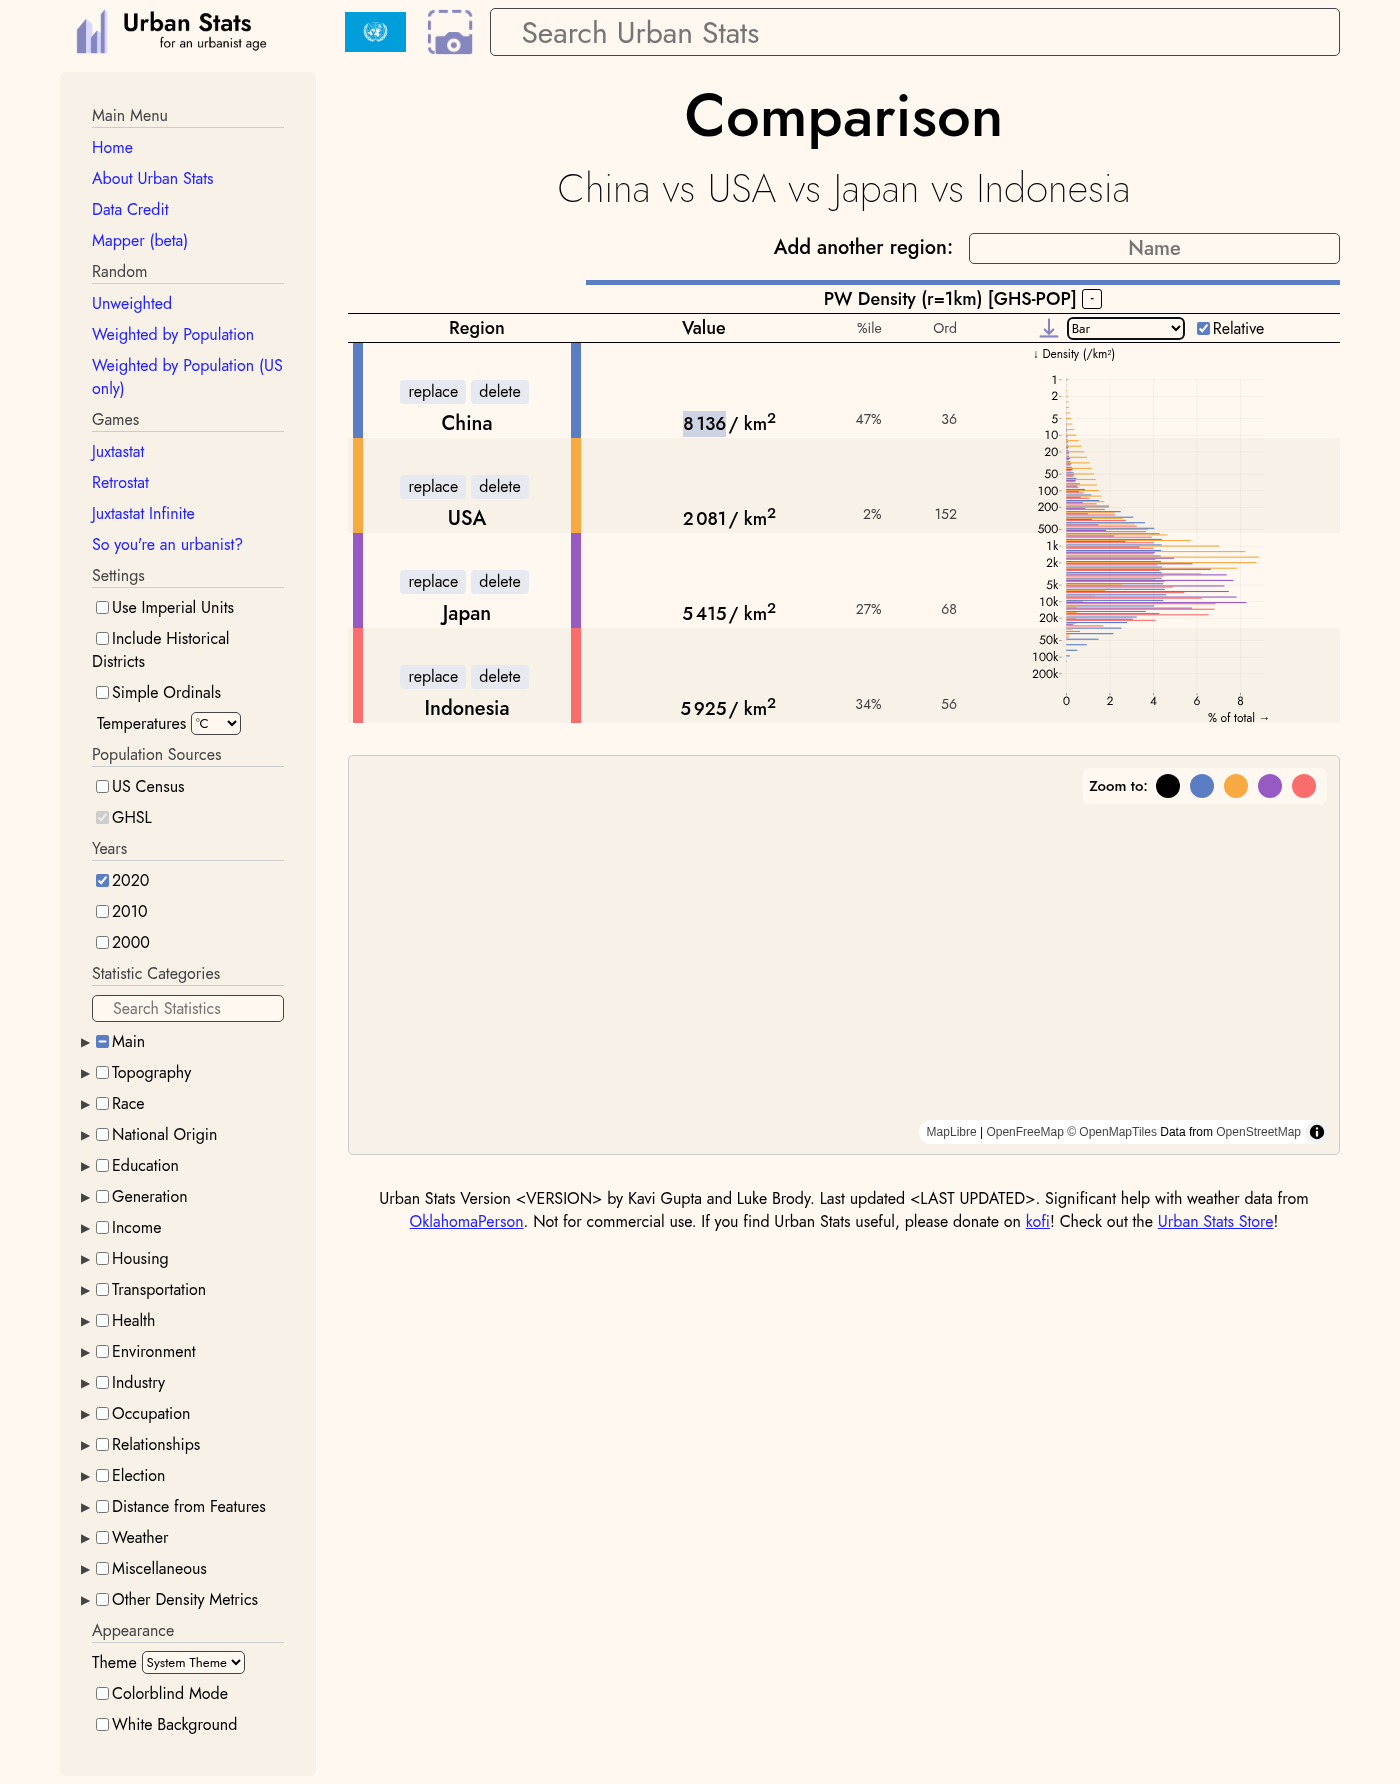 Urban Stats
for an urbanist age
Search Urban Stats
Main Menu
Home
About Urban Stats
Data Credit
Mapper (beta)
Random
Unweighted
Weighted by Population
Weighted by Population (US
only)
Games
Juxtastat
Retrostat
Juxtastat Infinite
So you're an urbanist?
Settings
Use Imperial Units
Include Historical
Districts
Simple Ordinals
Temperatures °C
Population Sources
US Census
GHSL
Years
2020
2010
2000
Statistic Categories
Search Statistics
Main
Topography
Race
National Origin
Education
Generation
Income
Housing
Transportation
Health
Environment
Industry
Occupation
Relationships
Election
Distance from Features
Weather
Miscellaneous
Other Density Metrics
Appearance
Theme System Theme
Colorblind Mode
White Background
Comparison
China vs USA vs Japan vs Indonesia
Add another region: Name
PW Density (r=1km) [GHS-POP] -
Region Value %ile Ord Bar Relative
replace delete
China 8 136 / km² 47% 36
replace delete
USA 2 081 / km² 2% 152
replace delete
Japan 5 415 / km² 27% 68
replace delete
Indonesia 5 925 / km² 34% 56
↓ Density (/km²)
1
2
5
10
20
50
100
200
500
1k
2k
5k
10k
20k
50k
100k
200k
0 2 4 6 8
% of total →
Zoom to:
MapLibre | OpenFreeMap © OpenMapTiles Data from OpenStreetMap
Urban Stats Version <VERSION> by Kavi Gupta and Luke Brody. Last updated <LAST UPDATED>. Significant help with weather data from
OklahomaPerson. Not for commercial use. If you find Urban Stats useful, please donate on kofi! Check out the Urban Stats Store!